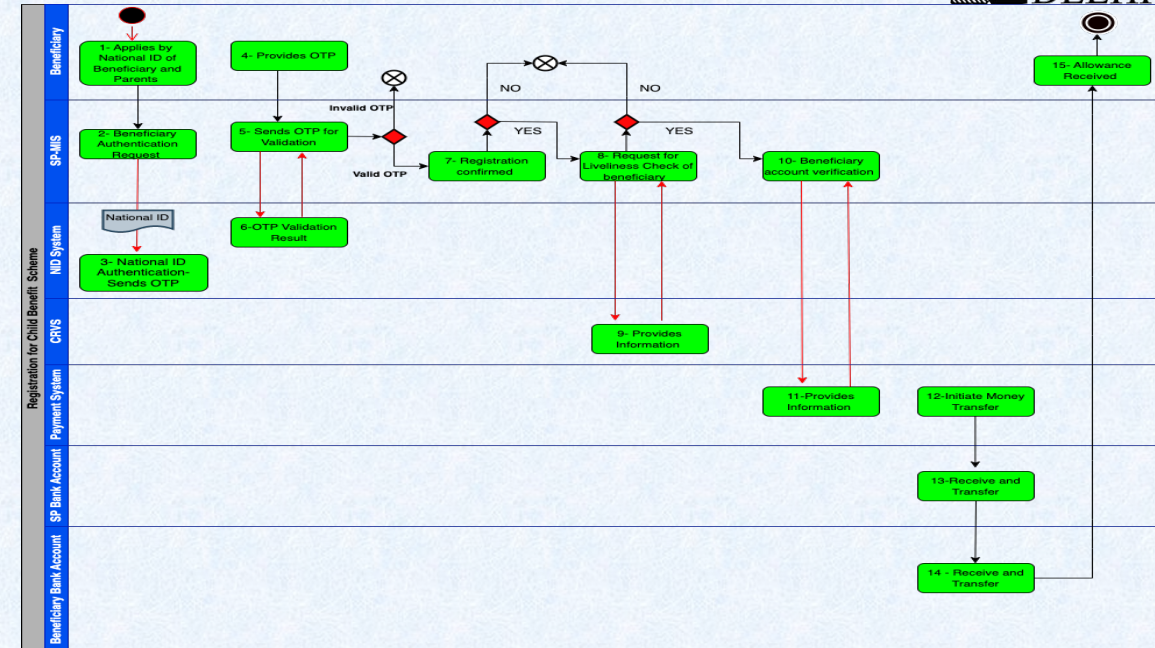 Registration for Child Benefit Scheme
Beneficiary
1- Applies by
National ID of
Beneficiary and
Parents
4- Provides OTP
Invalid OTP
NO
NO
15- Allowance
Received
SP-MIS
2- Beneficiary
Authentication
Request
5- Sends OTP for
Validation
Valid OTP
7- Registration
confirmed
YES
8- Request for
Liveliness Check of
beneficiary
YES
10- Beneficiary
account verification
NID System
National ID
3- National ID
Authentication-
Sends OTP
6-OTP Validation
Result
CRVS
9- Provides
Information
Payment System
11-Provides
Information
12-Initiate Money
Transfer
SP Bank Account
13-Receive and
Transfer
Beneficiary Bank Account
14 - Receive and
Transfer